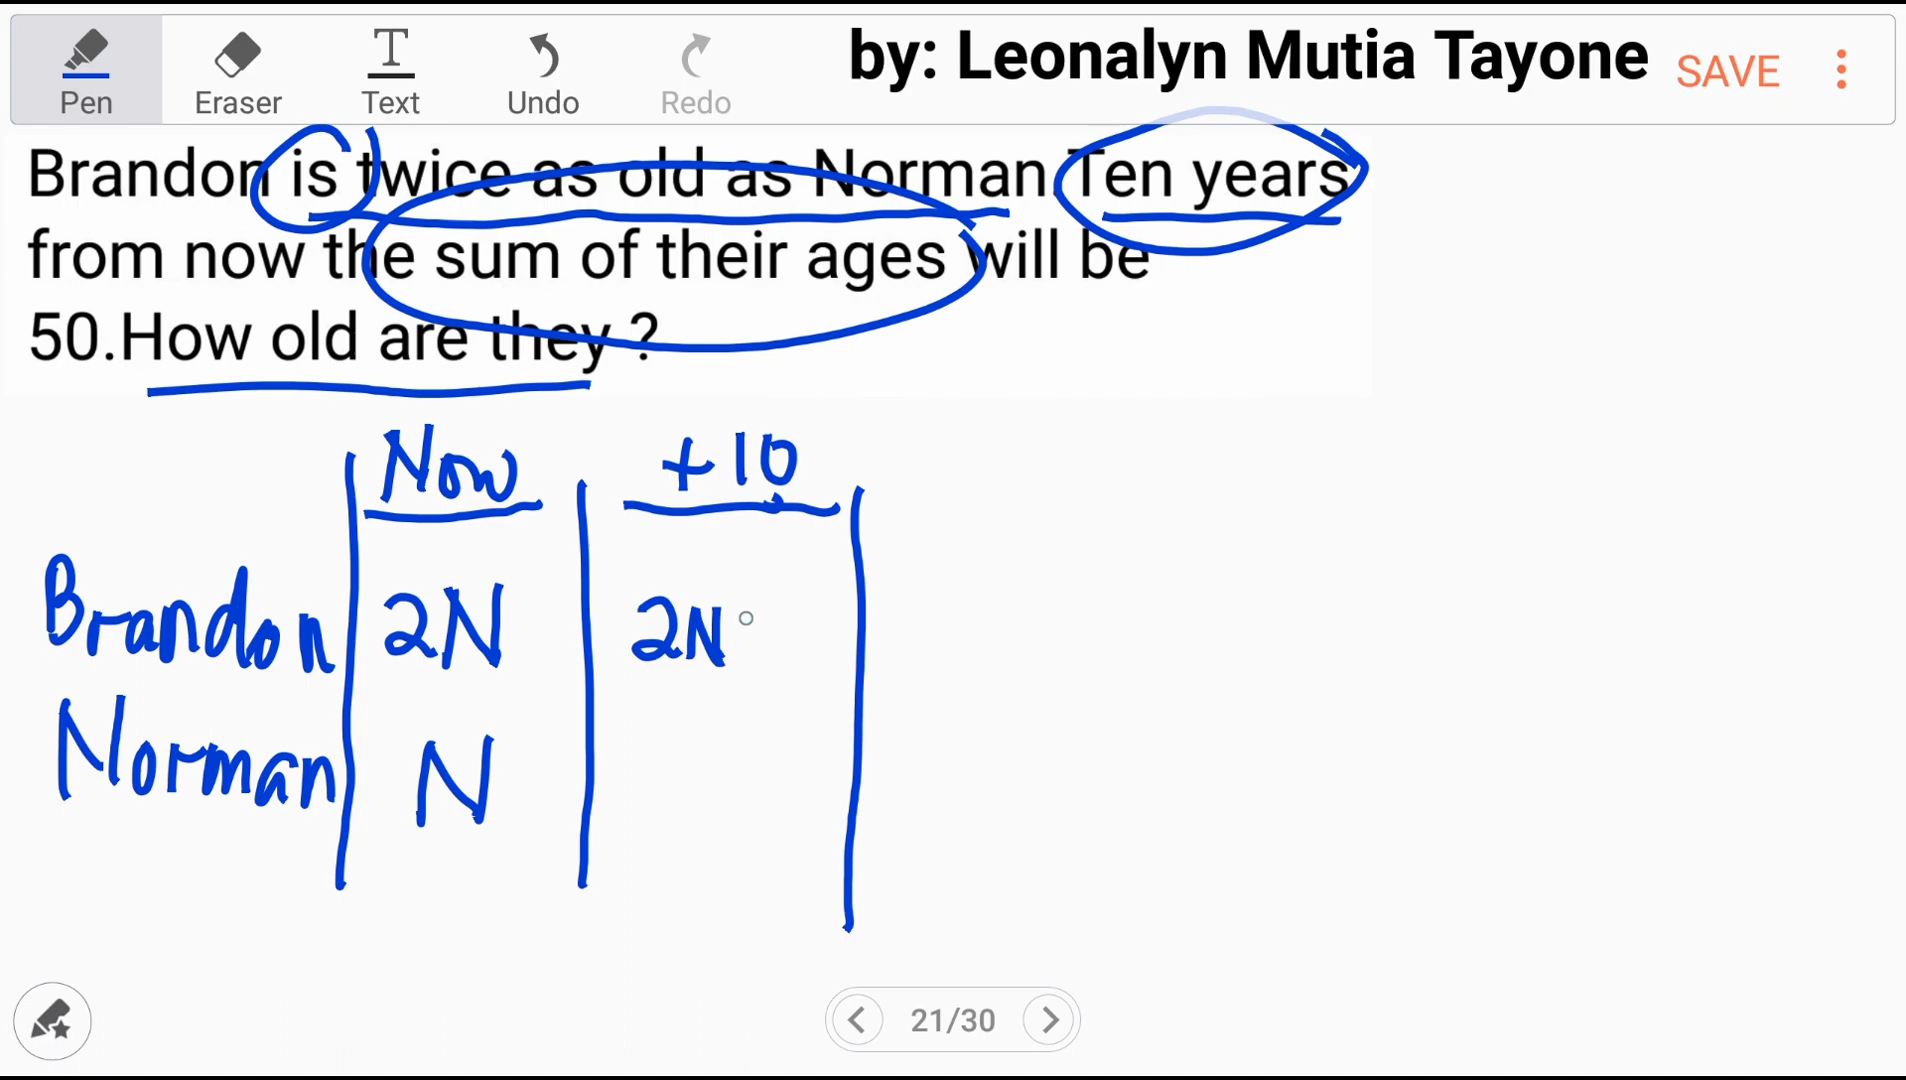 Pen
Eraser
Text
Undo
Redo
by: Leonalyn Mutia Tayone
SAVE
Brandon is twice as old as Norman. Ten years
from now the sum of their ages will be
50.How old are they ?
Now +10
Brandon 2N 2N
Norman N
21/30